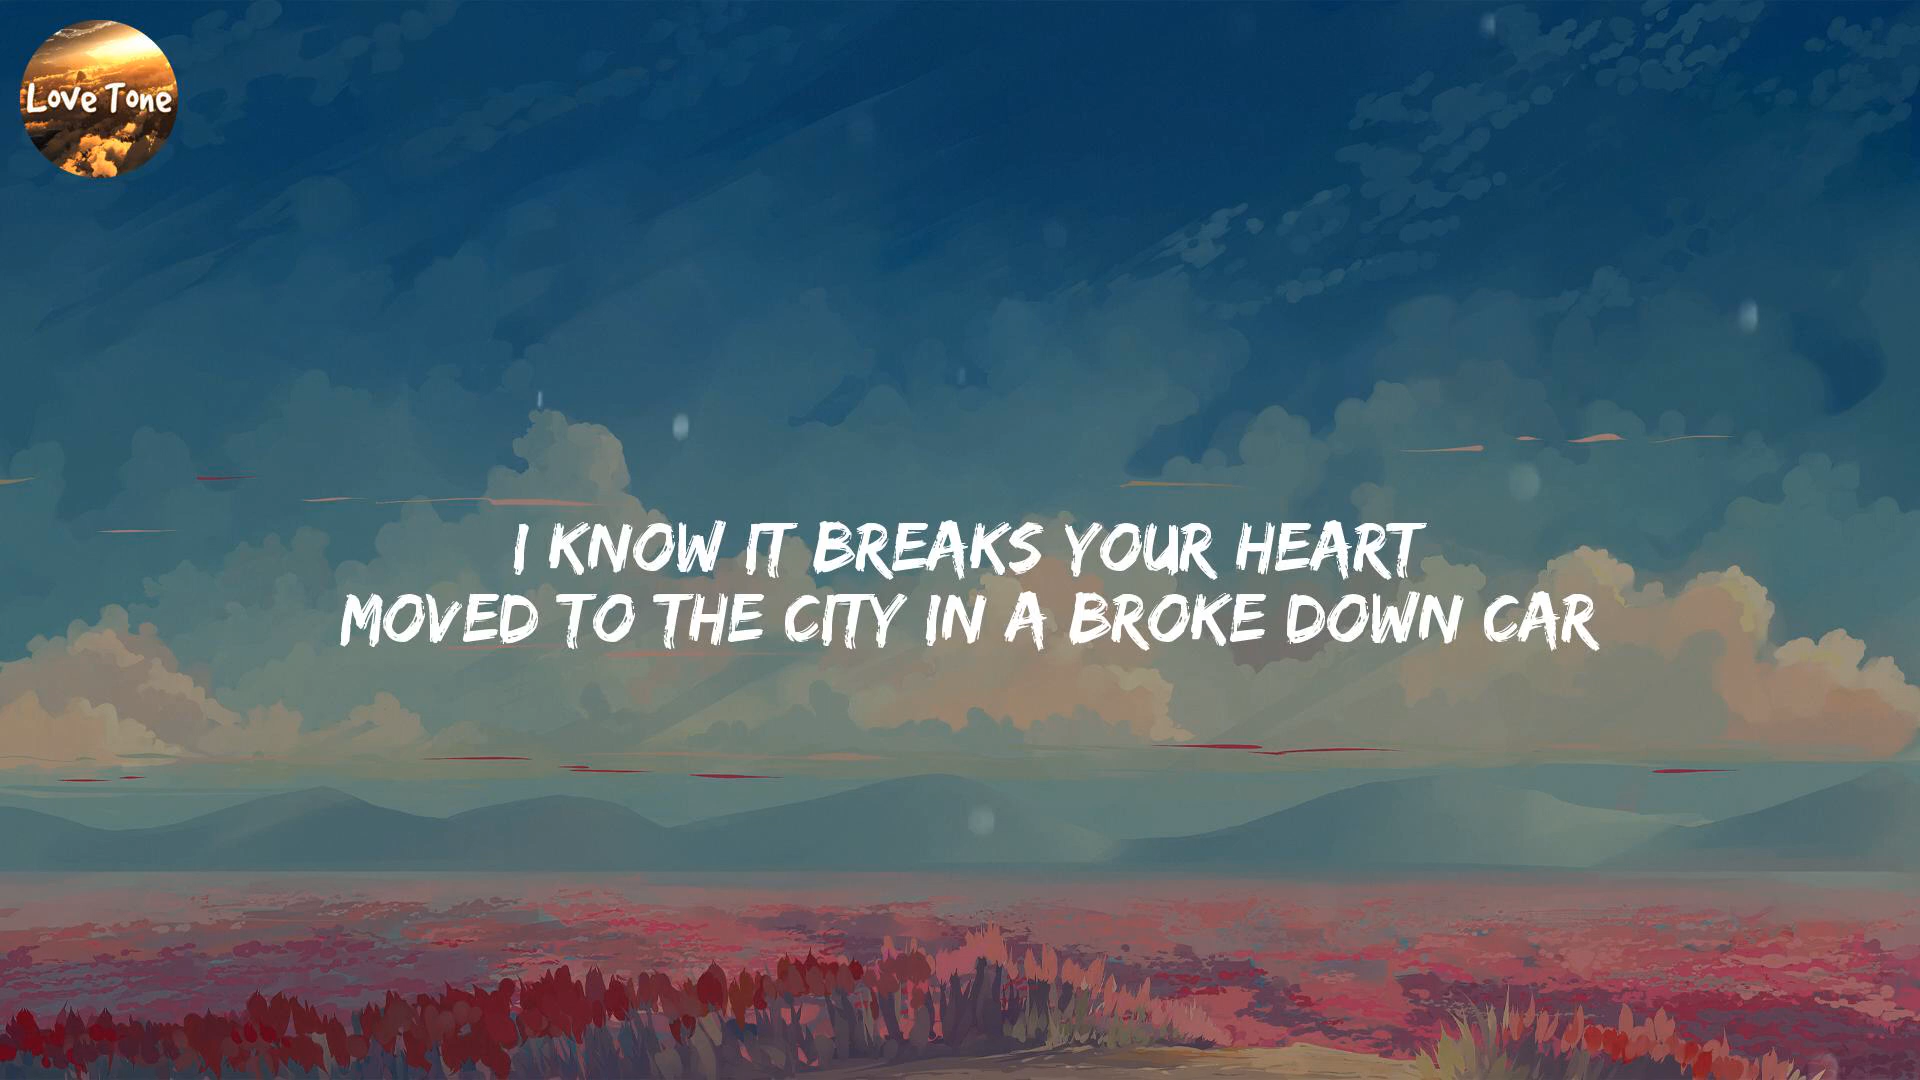 Love Tone
I KNOW IT BREAKS YOUR HEART
MOVED TO THE CITY IN A BROKE DOWN CAR